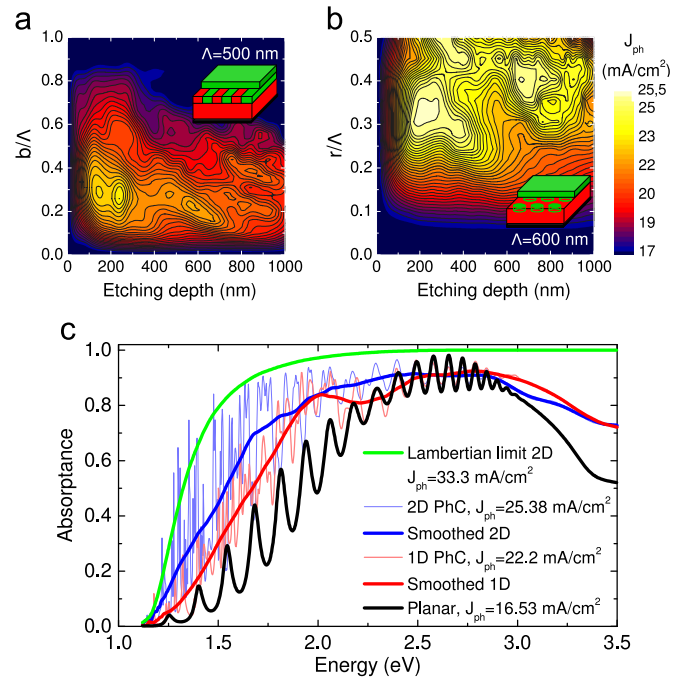 a
b
Λ=500 nm
Λ=600 nm
b/Λ
1.0
0.8
0.6
0.4
0.2
0.0
0 200 400 600 800 1000
Etching depth (nm)
r/Λ
0.5
0.4
0.3
0.2
0.1
0
0 200 400 600 800 1000
Etching depth (nm)
J_ph
(mA/cm²)
25,5
25
24
22
21
20
19
17
c
Absorptance
1.0
0.8
0.6
0.4
0.2
0.0
1.0 1.5 2.0 2.5 3.0 3.5
Energy (eV)
Lambertian limit 2D
J_ph=33.3 mA/cm²
2D PhC, J_ph=25.38 mA/cm²
Smoothed 2D
1D PhC, J_ph=22.2 mA/cm²
Smoothed 1D
Planar, J_ph=16.53 mA/cm²